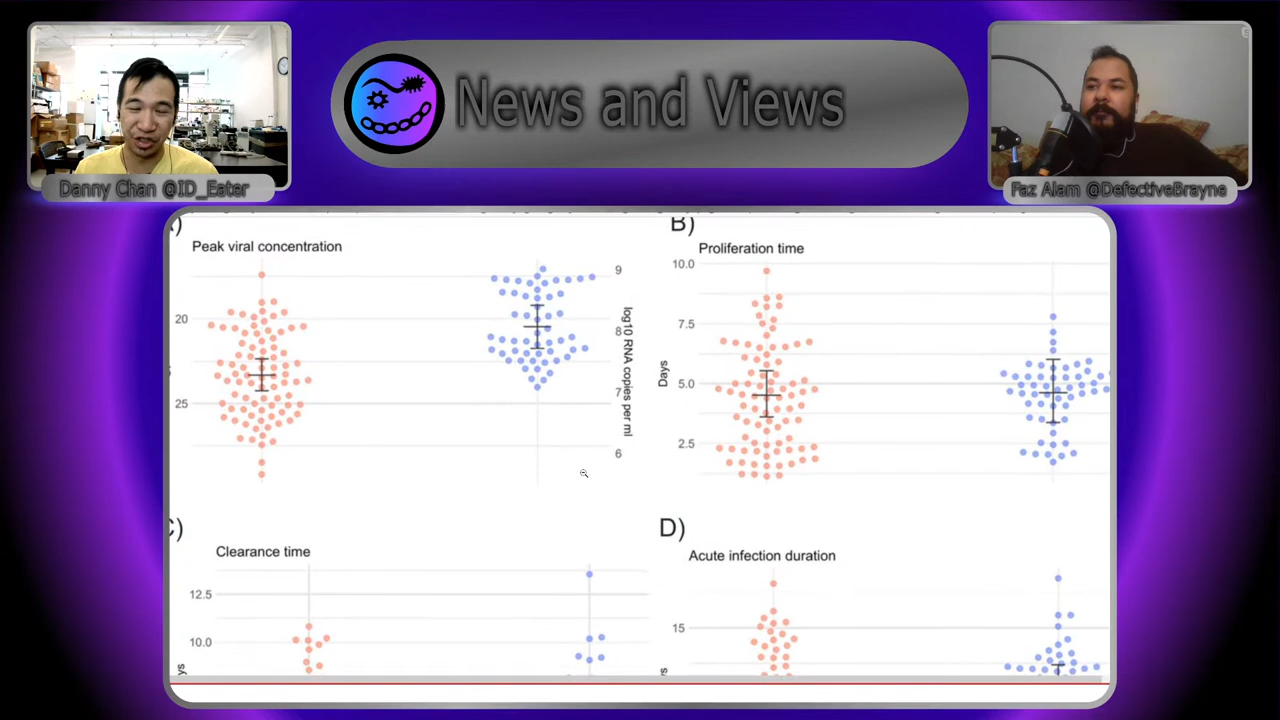 News and Views
Danny Chan @ID_Eater
Faz Alam @DefectiveBrayne
B)
Peak viral concentration
Proliferation time
20
25
9
8
7
6
log10 RNA copies per ml
10.0
7.5
5.0
2.5
Days
C)
Clearance time
12.5
10.0
D)
Acute infection duration
15